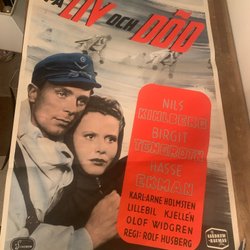 PÅ LIV OCH DÖD
NILS
KIHLBERG
BIRGIT
TENGROTH
HASSE
EKMAN
KARL-ARNE HOLMSTEN
LILLEBIL KJELLÉN
OLOF WIDGREN
REGI: ROLF HUSBERG